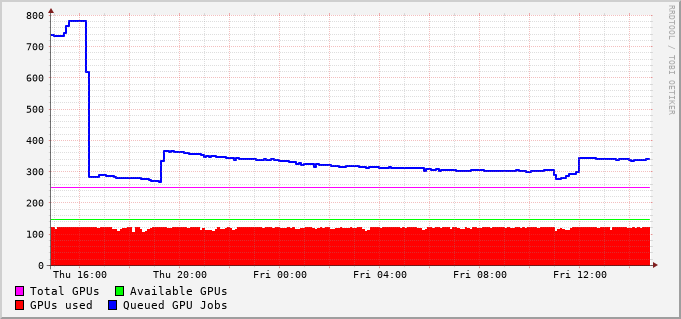 800
700
600
500
400
300
200
100
0
Thu 16:00 Thu 20:00 Fri 00:00 Fri 04:00 Fri 08:00 Fri 12:00
Total GPUs Available GPUs
GPUs used Queued GPU Jobs
RRDTOOL / TOBI OETIKER